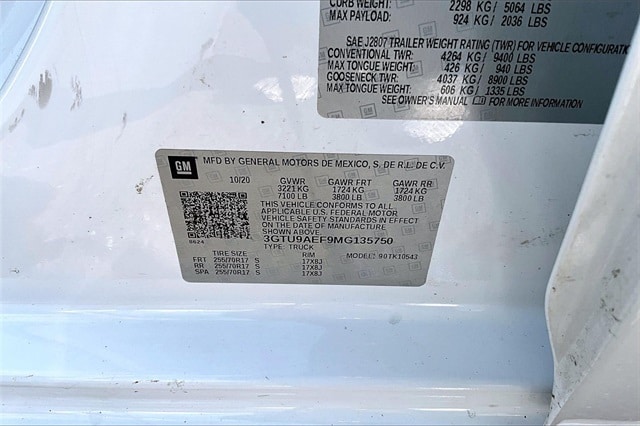 CURB WEIGHT: 2298 KG / 5064 LBS
MAX PAYLOAD: 924 KG / 2036 LBS
SAE J2807 TRAILER WEIGHT RATING (TWR) FOR VEHICLE CONFIGURATION
CONVENTIONAL TWR: 4264 KG / 9400 LBS
MAX TONGUE WEIGHT: 426 KG / 940 LBS
GOOSENECK TWR: 4037 KG / 8900 LBS
MAX TONGUE WEIGHT: 606 KG / 1335 LBS
SEE OWNER'S MANUAL FOR MORE INFORMATION
GM MFD BY GENERAL MOTORS DE MEXICO, S. DE R.L. DE C.V.
10/20 GVWR GAWR FRT GAWR RR
3221 KG 1724 KG 1724 KG
7100 LB 3800 LB 3800 LB
THIS VEHICLE CONFORMS TO ALL
APPLICABLE U.S. FEDERAL MOTOR
VEHICLE SAFETY STANDARDS IN EFFECT
ON THE DATE OF MANUFACTURE SHOWN ABOVE.
3GTU9AEF9MG135750
8624 TYPE: TRUCK
TIRE SIZE RIM MODEL: 90TK10543
FRT 255/70R17 S 17X8J
RR 255/70R17 S 17X8J
SPA 255/70R17 S 17X8J